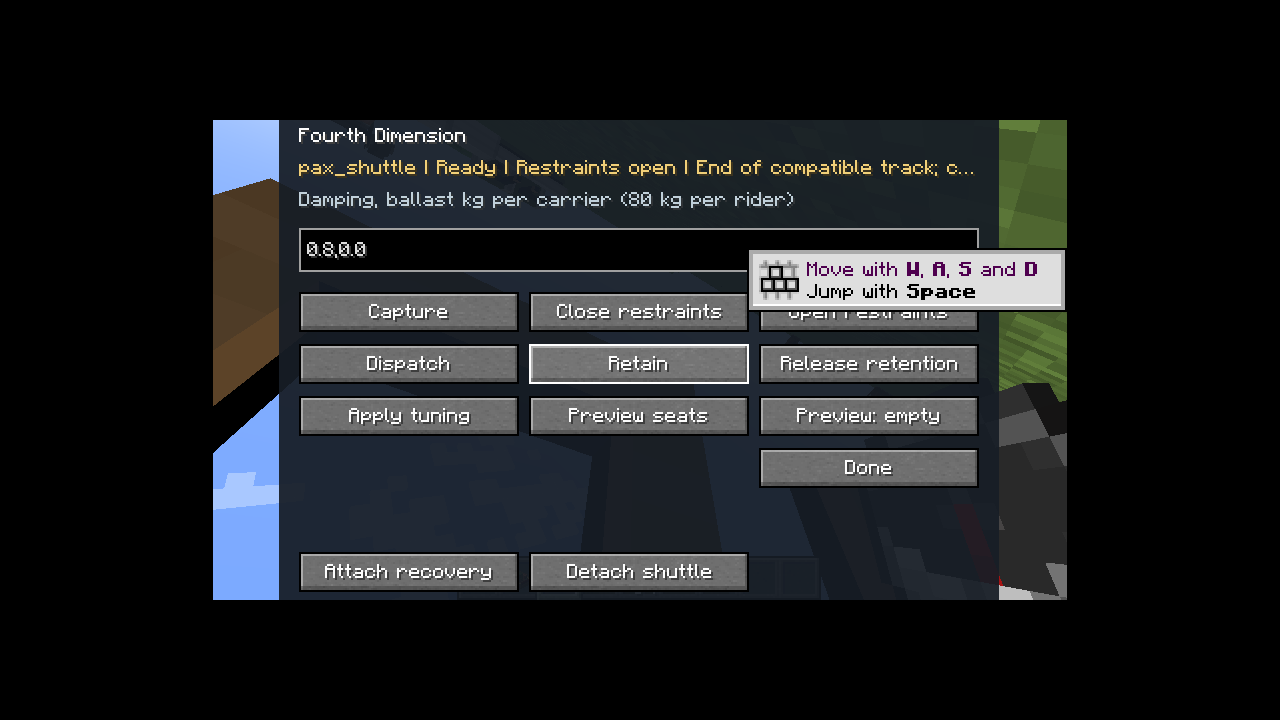 Fourth Dimension
pax_shuttle | Ready | Restraints open | End of compatible track; c...
Damping, ballast kg per carrier (80 kg per rider)
0.8,0.0
Move with W, A, S and D
Jump with Space
Capture
Close restraints
Open restraints
Dispatch
Retain
Release retention
Apply tuning
Preview seats
Preview: empty
Done
Attach recovery
Detach shuttle